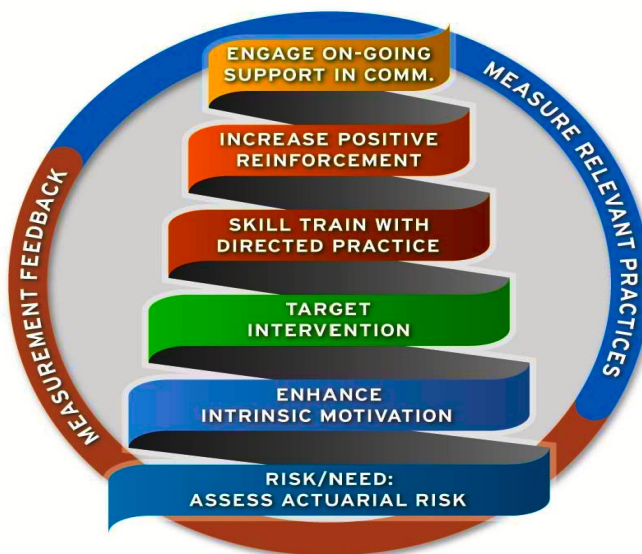 ENGAGE ON-GOING
SUPPORT IN COMM.
INCREASE POSITIVE
REINFORCEMENT
SKILL TRAIN WITH
DIRECTED PRACTICE
TARGET
INTERVENTION
ENHANCE
INTRINSIC MOTIVATION
RISK/NEED:
ASSESS ACTUARIAL RISK
MEASURE RELEVANT PRACTICES
MEASUREMENT FEEDBACK